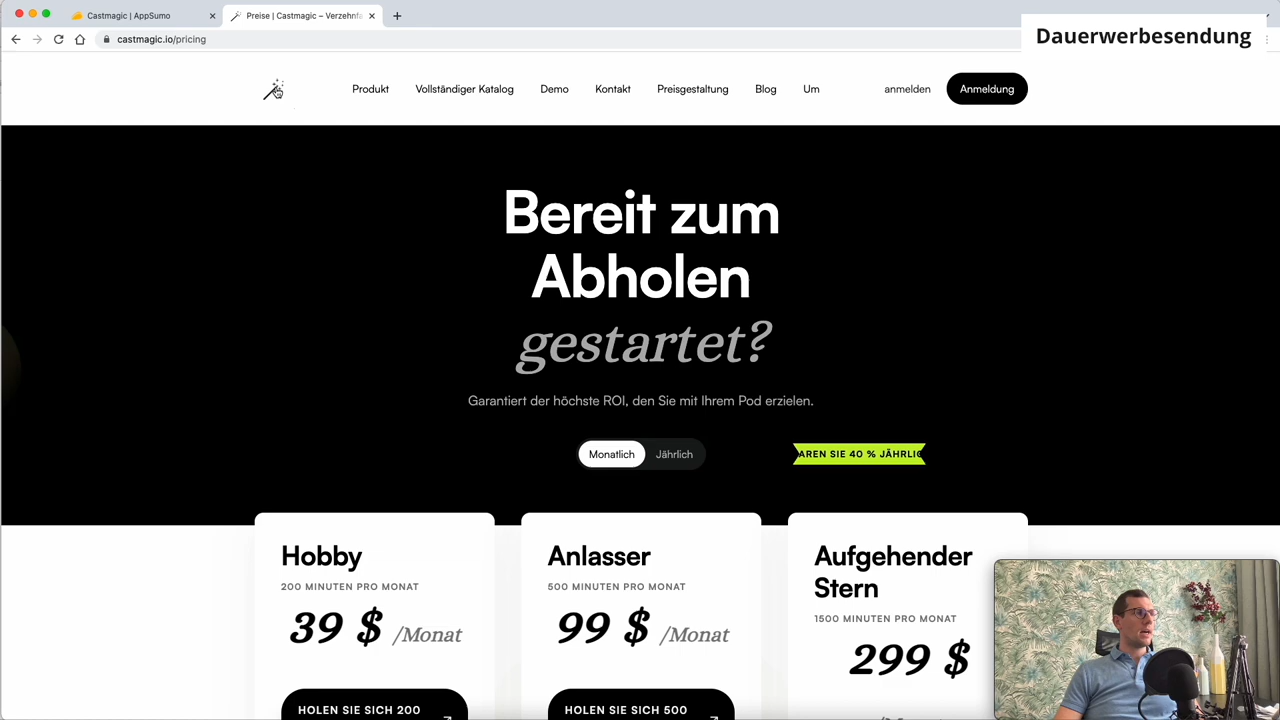 Castmagic | AppSumo
Preise | Castmagic – Verzehnfa
castmagic.io/pricing
Dauerwerbesendung
Produkt
Vollständiger Katalog
Demo
Kontakt
Preisgestaltung
Blog
Um
anmelden
Anmeldung
Bereit zum
Abholen
gestartet?
Garantiert der höchste ROI, den Sie mit Ihrem Pod erzielen.
Monatlich
Jährlich
AREN SIE 40 % JÄHRLIC
Hobby
200 MINUTEN PRO MONAT
39 $ /Monat
HOLEN SIE SICH 200
Anlasser
500 MINUTEN PRO MONAT
99 $ /Monat
HOLEN SIE SICH 500
Aufgehender
Stern
1500 MINUTEN PRO MONAT
299 $